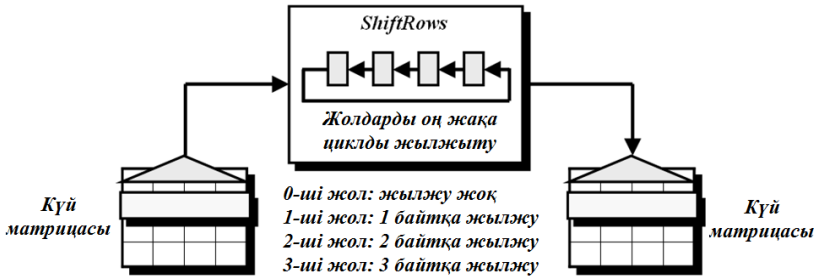 ShiftRows
Жолдарды оң жақа
циклды жылжыту
Күй
матрицасы
0-ші жол: жылжу жоқ
1-ші жол: 1 байтқа жылжу
2-ші жол: 2 байтқа жылжу
3-ші жол: 3 байтқа жылжу
Күй
матрицасы